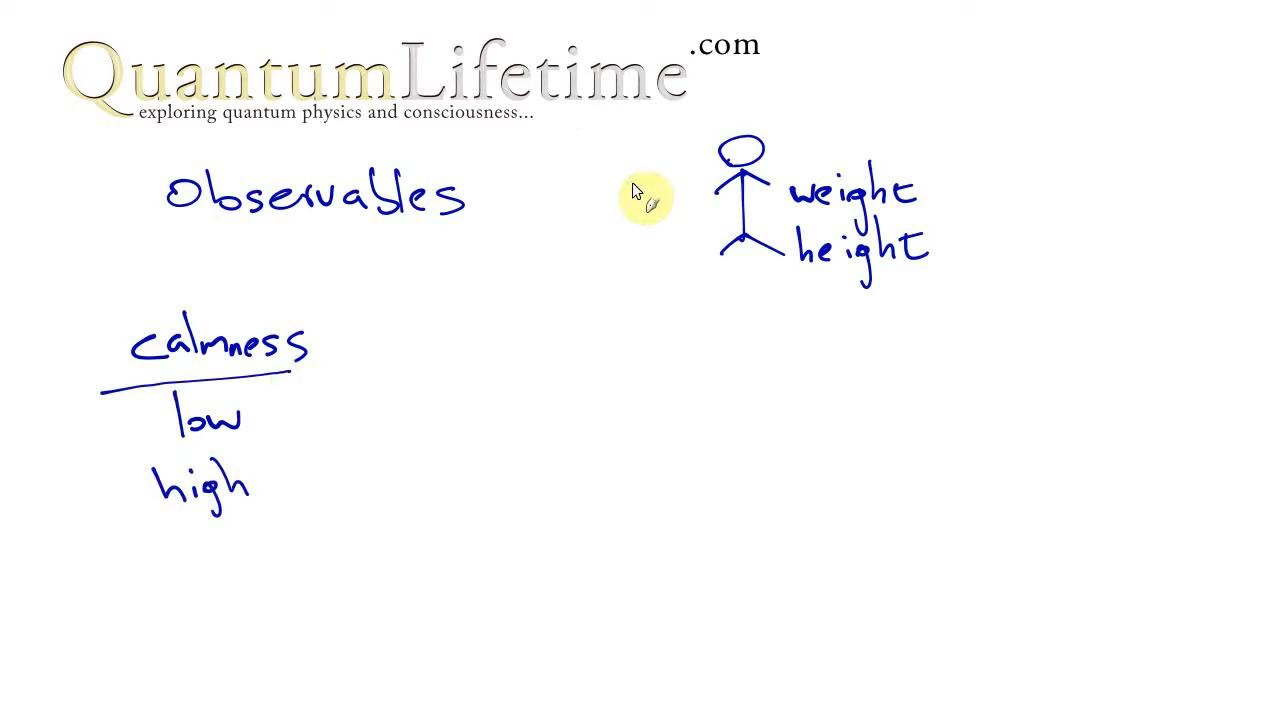 QuantumLifetime.com
exploring quantum physics and consciousness...
Observables
weight
height
calmness
low
high